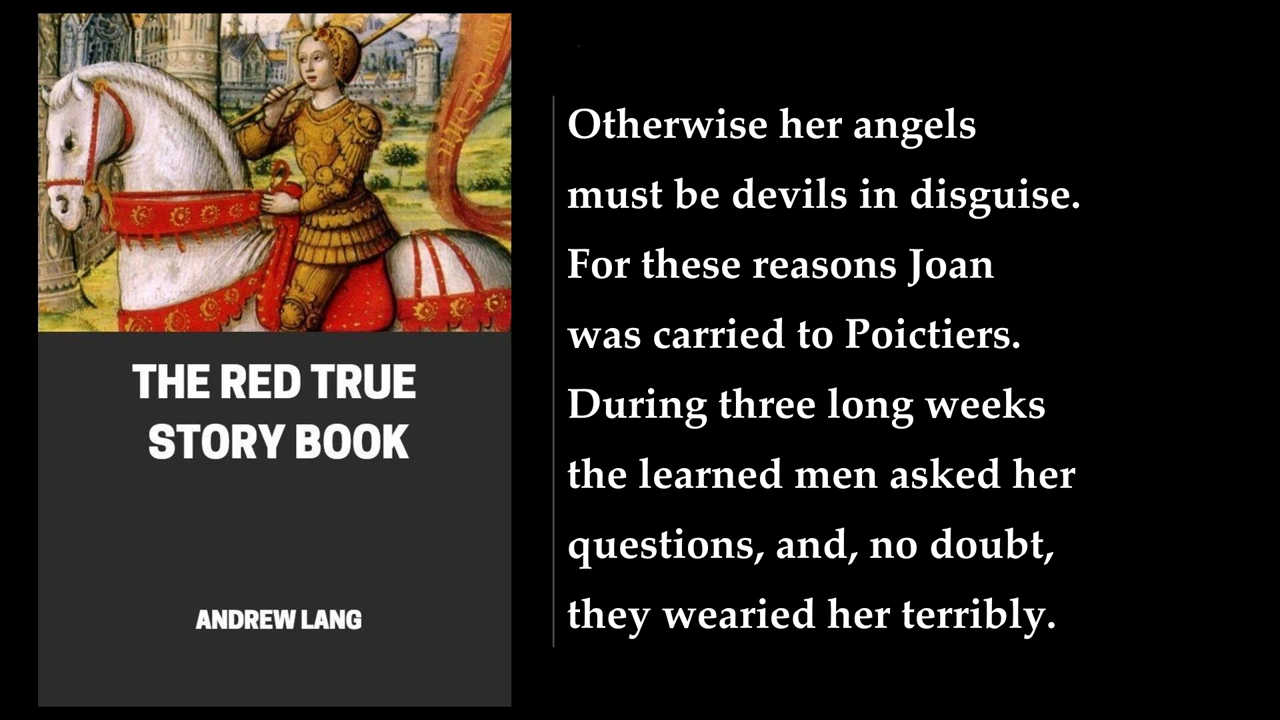 THE RED TRUE
STORY BOOK
ANDREW LANG
Otherwise her angels
must be devils in disguise.
For these reasons Joan
was carried to Poictiers.
During three long weeks
the learned men asked her
questions, and, no doubt,
they wearied her terribly.